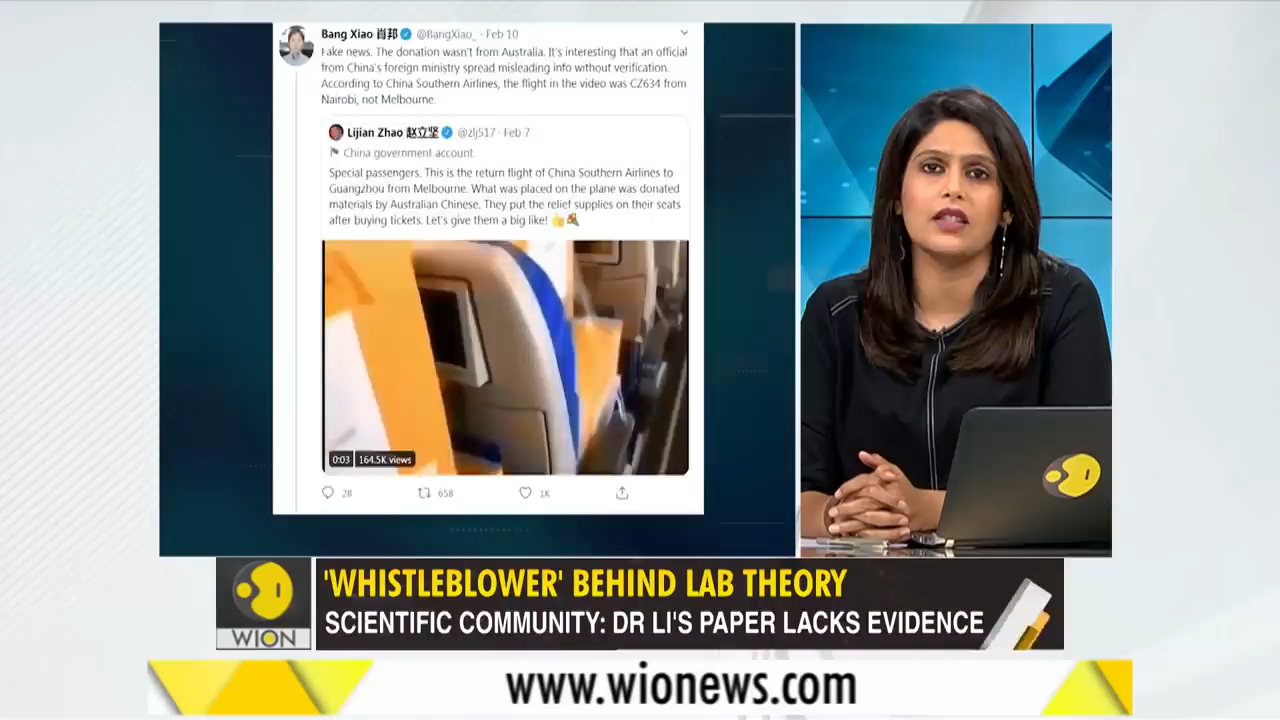 Bang Xiao 肖邦 @BangXiao_ · Feb 10
Fake news. The donation wasn't from Australia. It's interesting that an official
from China's foreign ministry spread misleading info without verification.
According to China Southern Airlines, the flight in the video was CZ634 from
Nairobi, not Melbourne.
Lijian Zhao 赵立坚 @zlj517 · Feb 7
China government account
Special passengers. This is the return flight of China Southern Airlines to
Guangzhou from Melbourne. What was placed on the plane was donated
materials by Australian Chinese. They put the relief supplies on their seats
after buying tickets. Let's give them a big like! 👍💐
0:03 164.5K views
28 658 1K
'WHISTLEBLOWER' BEHIND LAB THEORY
SCIENTIFIC COMMUNITY: DR LI'S PAPER LACKS EVIDENCE
WION
www.wionews.com